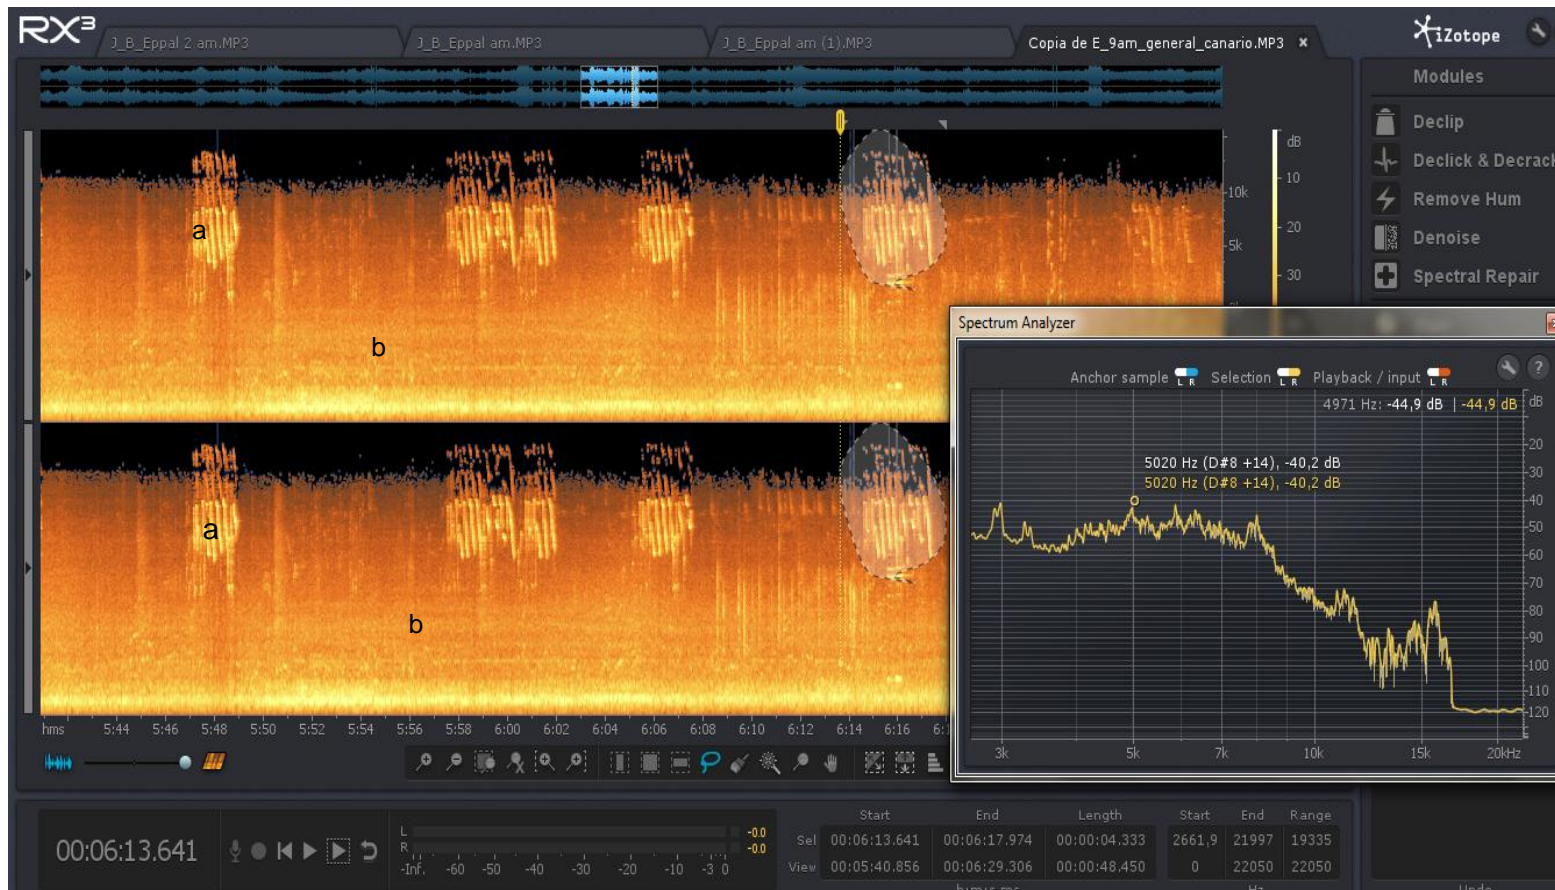 RX³
J_B_Eppal 2 am.MP3
J_B_Eppal am.MP3
J_B_Eppal am (1).MP3
Copia de E_9am_general_canario.MP3 x
iZotope
Modules
Declip
Declick & Decrack
Remove Hum
Denoise
Spectral Repair
dB
10
20
30
10k
5k
a
b
a
b
Spectrum Analyzer
Anchor sample L R Selection L R Playback / input L R
?
4971 Hz: -44,9 dB | -44,9 dB
dB
5020 Hz (D#8 +14), -40,2 dB
5020 Hz (D#8 +14), -40,2 dB
-20
-30
-40
-50
-60
-70
-80
-90
-100
-110
-120
3k 5k 7k 10k 15k 20kHz
hms 5:44 5:46 5:48 5:50 5:52 5:54 5:56 5:58 6:00 6:02 6:04 6:06 6:08 6:10 6:12 6:14 6:16
00:06:13.641
L
R
-0.0
-0.0
-Inf. -60 -50 -40 -30 -20 -10 -3 0
Start End Length Start End Range
Sel 00:06:13.641 00:06:17.974 00:00:04.333 2661,9 21997 19335
View 00:05:40.856 00:06:29.306 00:00:48.450 0 22050 22050